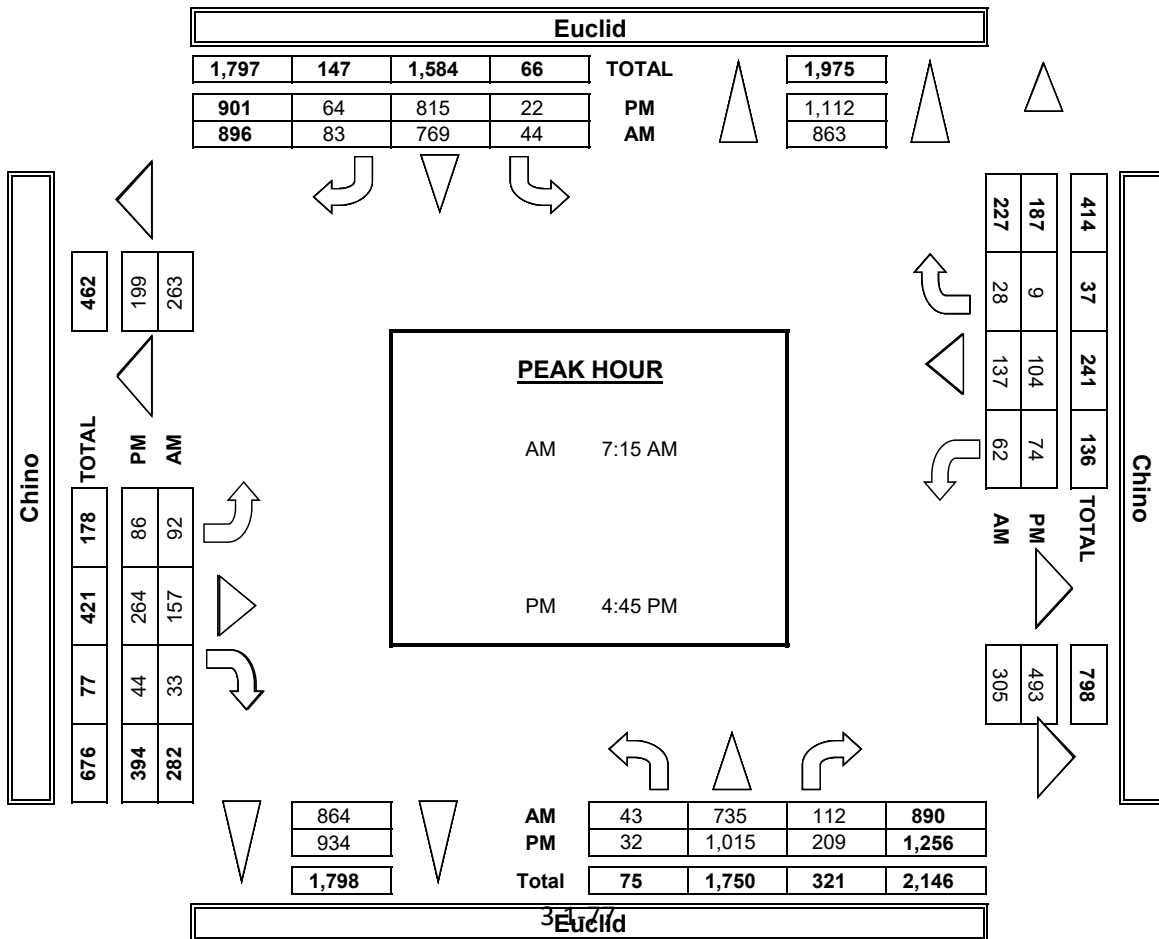 Euclid
1,797 147 1,584 66 TOTAL 1,975
901 64 815 22 PM 1,112
896 83 769 44 AM 863
Chino
462
199
263
TOTAL
PM
AM
178 421 77 676
86 264 44 394
92 157 33 282
PEAK HOUR
AM 7:15 AM
PM 4:45 PM
414 37 241 136 TOTAL 798
187 9 104 74 PM 493
227 28 137 62 AM 305
Chino
864 AM 43 735 112 890
934 PM 32 1,015 209 1,256
1,798 Total 75 1,750 321 2,146
3-1-77
Euclid